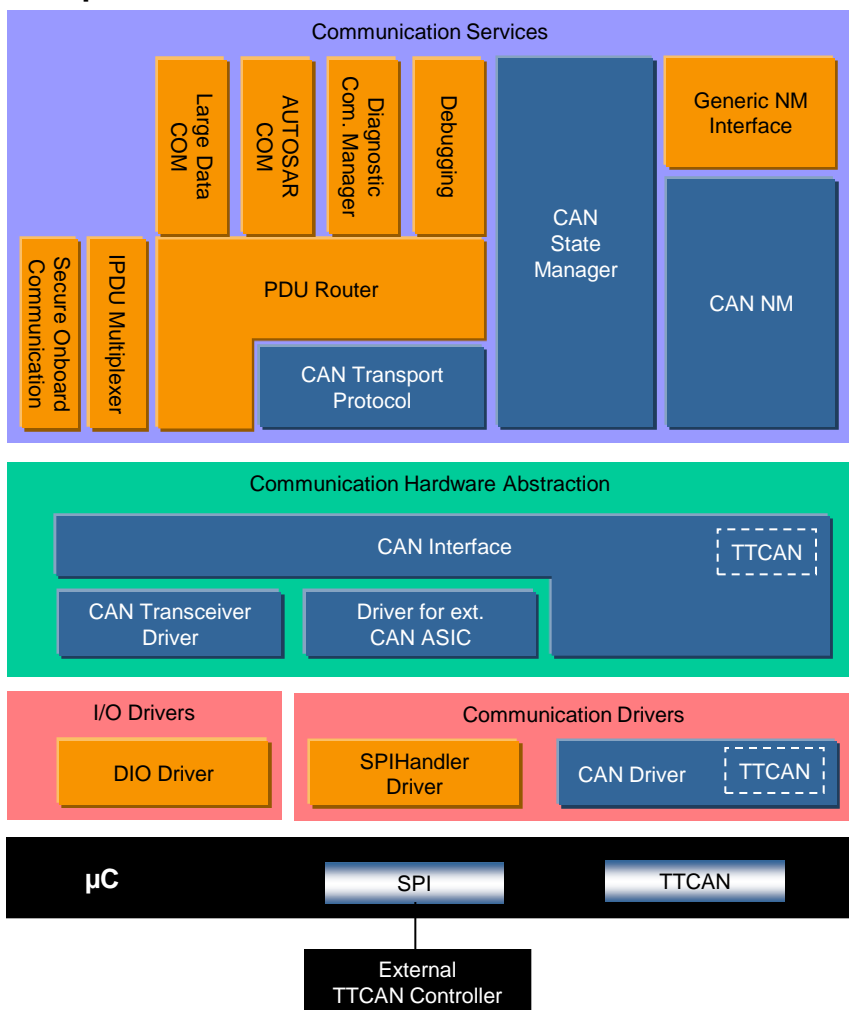 Communication Services
Large Data
COM
AUTOSAR
COM
Diagnostic
Com. Manager
Debugging
CAN
State
Manager
Generic NM
Interface
Secure Onboard
Communication
IPDU Multiplexer
PDU Router
CAN NM
CAN Transport
Protocol
Communication Hardware Abstraction
CAN Interface
TTCAN
CAN Transceiver
Driver
Driver for ext.
CAN ASIC
I/O Drivers
Communication Drivers
DIO Driver
SPIHandler
Driver
CAN Driver
TTCAN
µC
SPI
TTCAN
External
TTCAN Controller